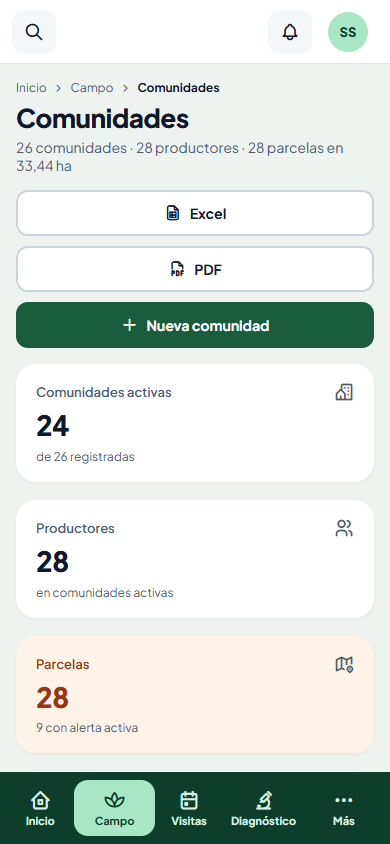 SS
Inicio > Campo > Comunidades
Comunidades
26 comunidades · 28 productores · 28 parcelas en
33,44 ha
Excel
PDF
PDF
+ Nueva comunidad
Comunidades activas
24
de 26 registradas
Productores
28
en comunidades activas
Parcelas
28
9 con alerta activa
Inicio
Campo
Visitas
Diagnóstico
Más